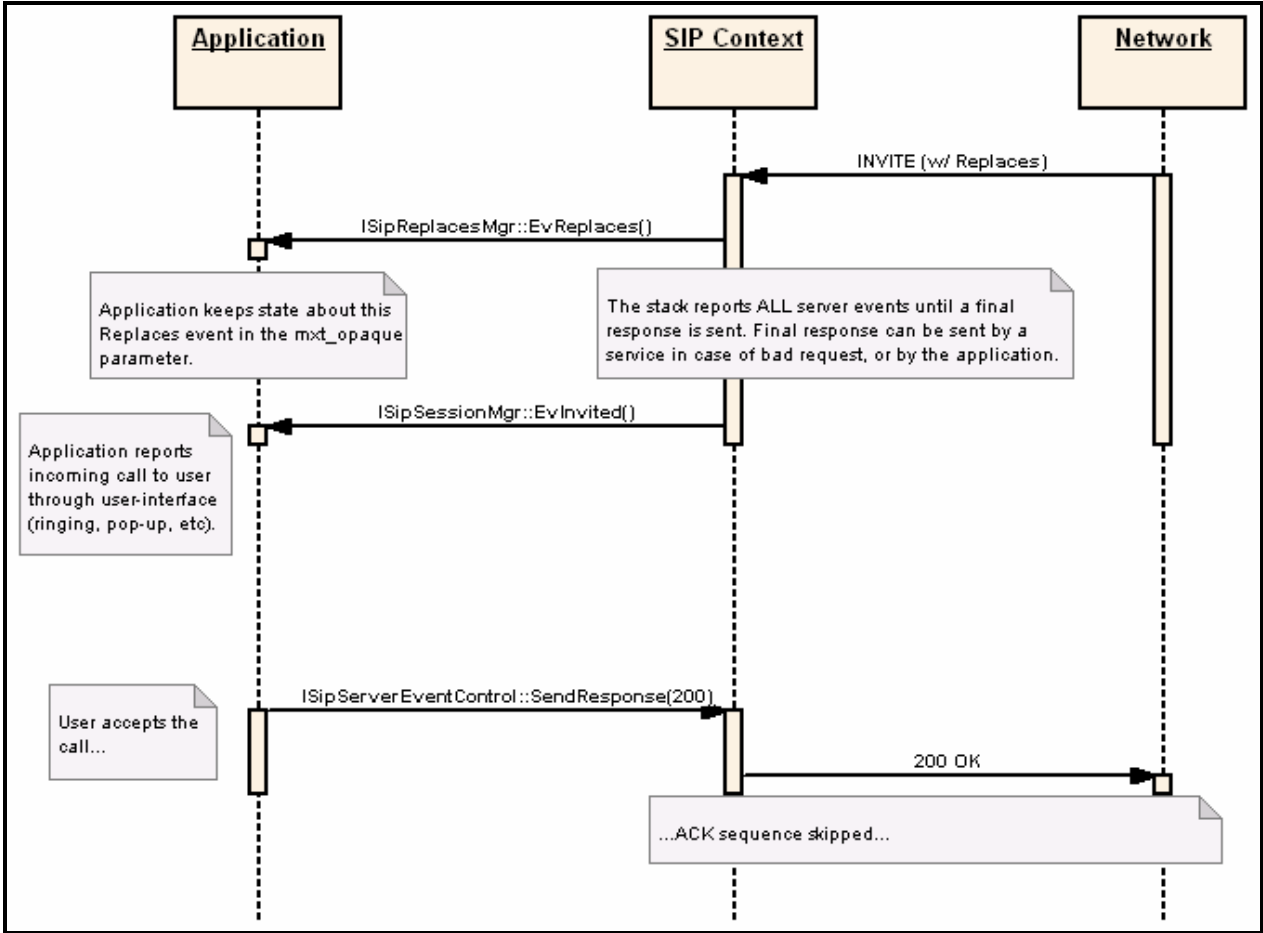 Application
SIP Context
Network
INVITE (w/ Replaces)
ISipReplacesMgr::EvReplaces()
Application keeps state about this
Replaces event in the mxt_opaque
parameter.
The stack reports ALL server events until a final
response is sent. Final response can be sent by a
service in case of bad request, or by the application.
ISipSessionMgr::EvInvited()
Application reports
incoming call to user
through user-interface
(ringing, pop-up, etc).
ISipServerEventControl::SendResponse(200)
User accepts the
call...
200 OK
...ACK sequence skipped...